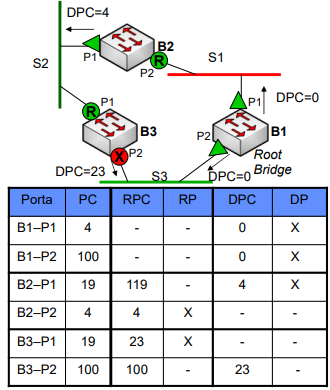 DPC=4
B2
P1
P2
R
S1
S2
R
P1
P1
DPC=0
B3
P2
B1
X
P2
Root
Bridge
DPC=23
S3
DPC=0
Porta PC RPC RP DPC DP
B1–P1 4 - - 0 X
B1–P2 100 - - 0 X
B2–P1 19 119 - 4 X
B2–P2 4 4 X - -
B3–P1 19 23 X - -
B3–P2 100 100 - 23 -